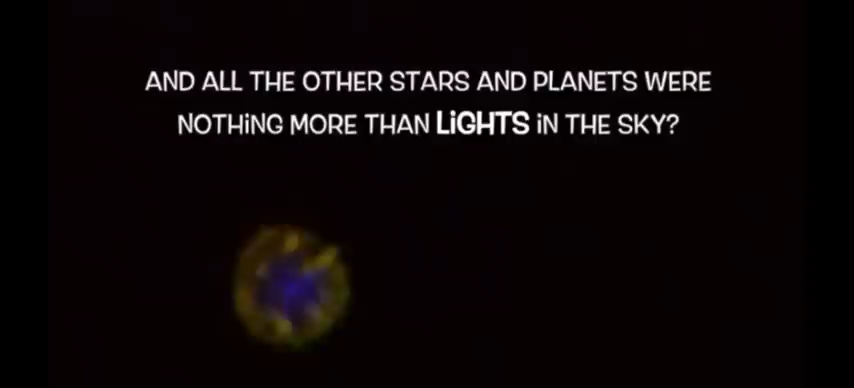 AND ALL THE OTHER STARS AND PLANETS WERE
NOTHiNG MORE THAN LiGHTS iN THE SKY?